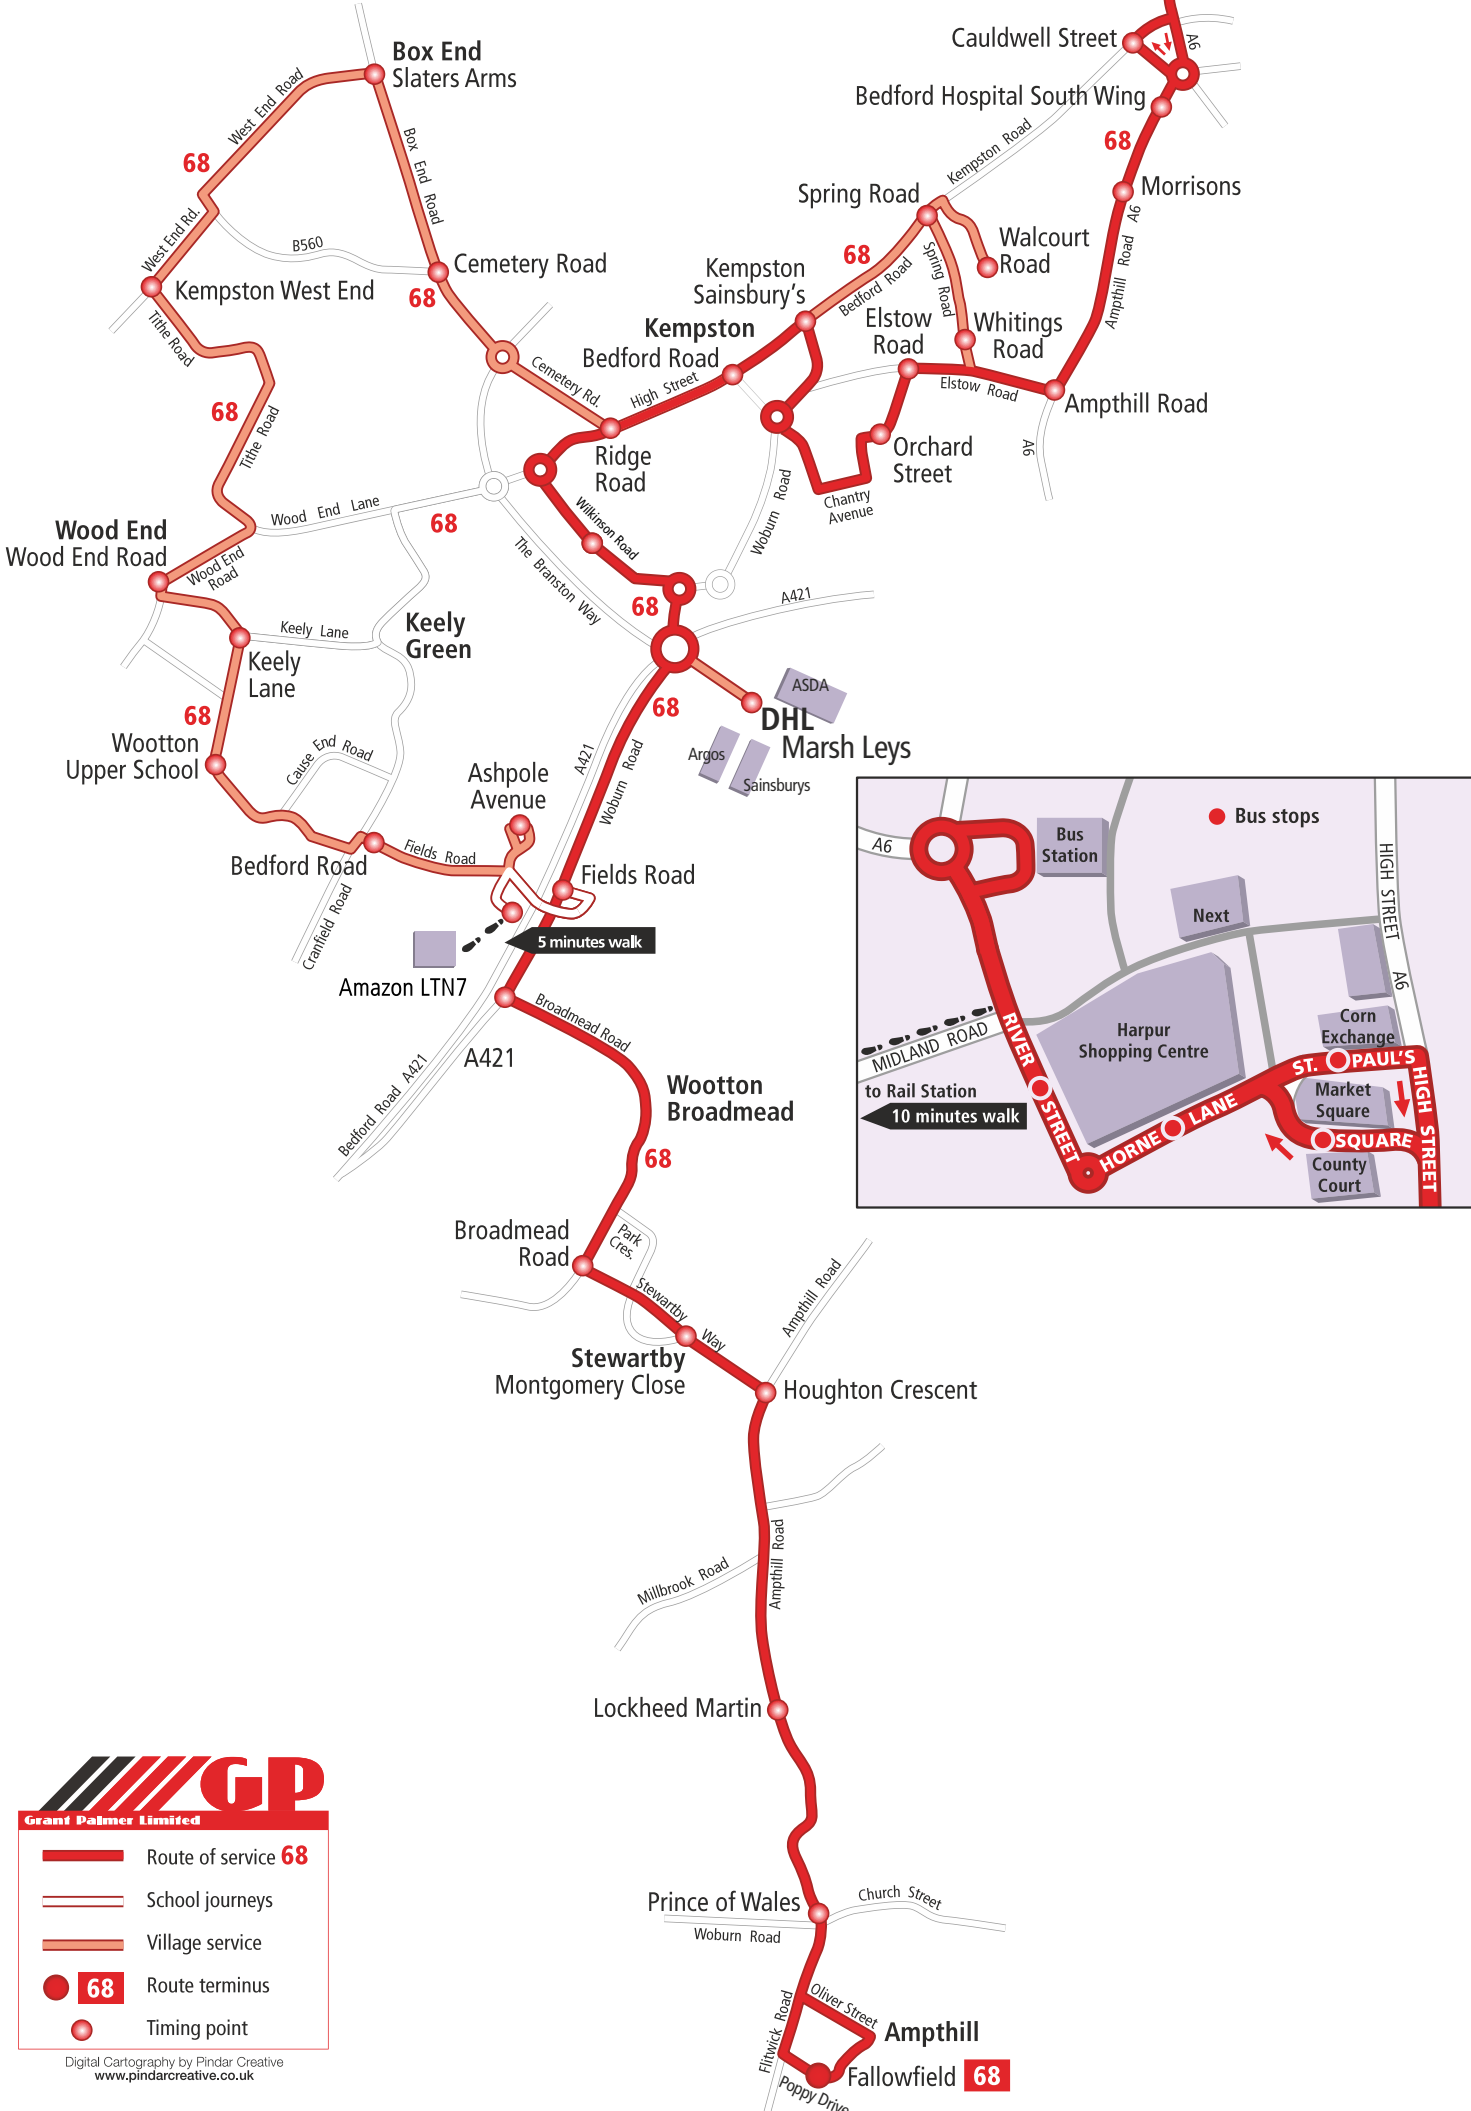 Cauldwell Street
A6
Box End
Slaters Arms
West End Road
Bedford Hospital South Wing
68
Box End Road
Kempston Road
68
Morrisons
Spring Road
A6
West End Rd.
B560
Walcourt
Road
68
Cemetery Road
Kempston
Sainsbury's
Bedford Road
Spring Road
Ampthill Road
Kempston West End
68
Elstow
Road
Whitings
Road
Tithe Road
Kempston
Bedford Road
Cemetery Rd.
High Street
Elstow Road
Ampthill Road
68
Tithe Road
A6
Ridge
Road
Orchard
Street
Woburn Road
Chantry
Avenue
Wood End Lane
68
Wilkinson Road
Wood End
Wood End Road
Wood End
Road
The Branston Way
A421
68
Keely Lane
Keely
Green
Keely
Lane
ASDA
68
68
DHL
Marsh Leys
Wootton
Upper School
Cause End Road
A421
Woburn Road
Argos
Sainsburys
Ashpole
Avenue
Bedford Road
Fields Road
Fields Road
Cranfield Road
5 minutes walk
Amazon LTN7
Broadmead Road
A421
Bedford Road A421
Wootton
Broadmead
68
Bus stops
Bus
Station
A6
HIGH STREET
Next
A6
Corn
Exchange
Harpur
Shopping Centre
MIDLAND ROAD
RIVER STREET
to Rail Station
10 minutes walk
ST. PAUL'S
Market
Square
HIGH STREET
HORNE LANE
SQUARE
County
Court
Broadmead
Road
Park
Cres.
Stewartby Way
Ampthill Road
Stewartby
Montgomery Close
Houghton Crescent
Ampthill Road
Millbrook Road
Lockheed Martin
Prince of Wales
Church Street
Woburn Road
Oliver Street
Flitwick Road
Ampthill
Fallowfield 68
Poppy Drive
GP
Grant Palmer Limited
Route of service 68
School journeys
Village service
68 Route terminus
Timing point
Digital Cartography by Pindar Creative
www.pindarcreative.co.uk